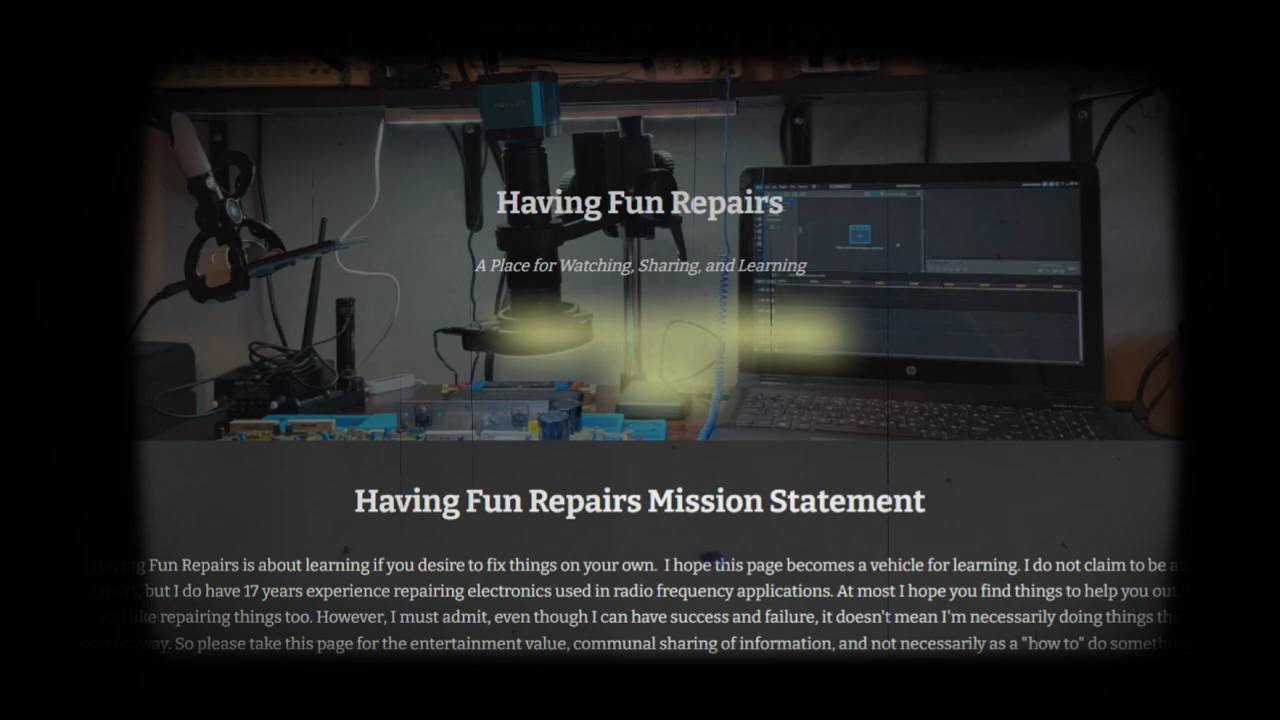 Having Fun Repairs
A Place for Watching, Sharing, and Learning
Having Fun Repairs Mission Statement
Having Fun Repairs is about learning if you desire to fix things on your own.  I hope this page becomes a vehicle for learning. I do not claim to be an
expert, but I do have 17 years experience repairing electronics used in radio frequency applications. At most I hope you find things to help you out
you like repairing things too. However, I must admit, even though I can have success and failure, it doesn't mean I'm necessarily doing things the
correct way. So please take this page for the entertainment value, communal sharing of information, and not necessarily as a "how to" do